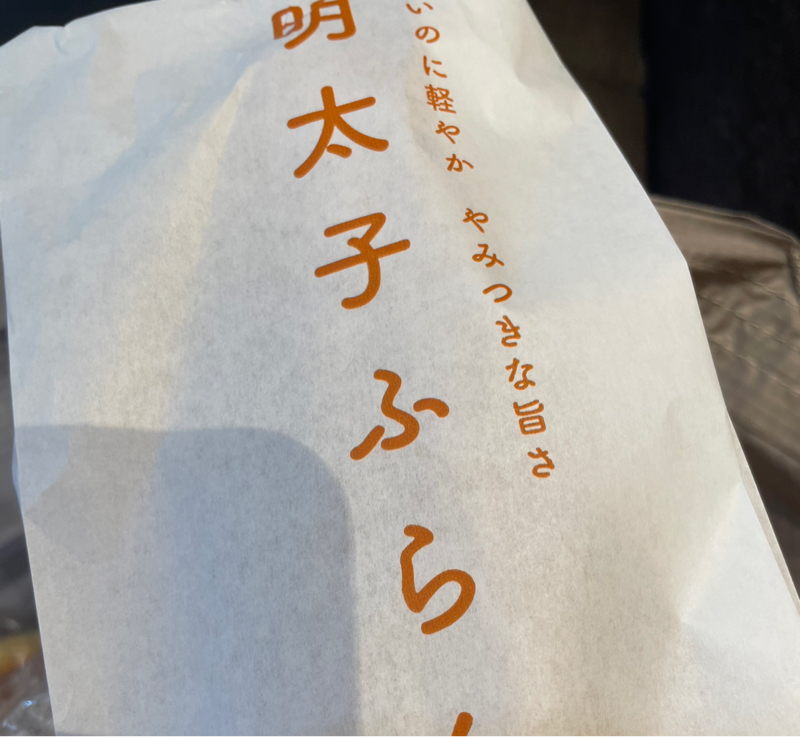 いのに軽やか　やみつきな旨さ
明太子ふら